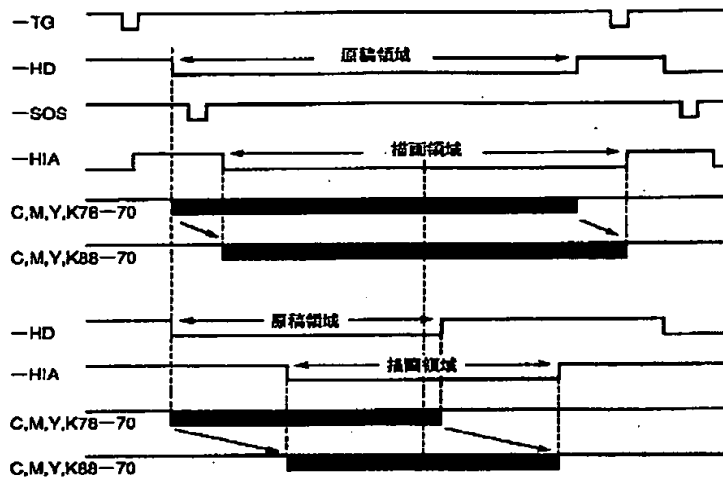 —TG
—HD
原稿領域
—SOS
—HIA
描画領域
C,M,Y,K78—70
C,M,Y,K88—70
—HD
原稿領域
—HIA
描画領域
C,M,Y,K78—70
C,M,Y,K88—70